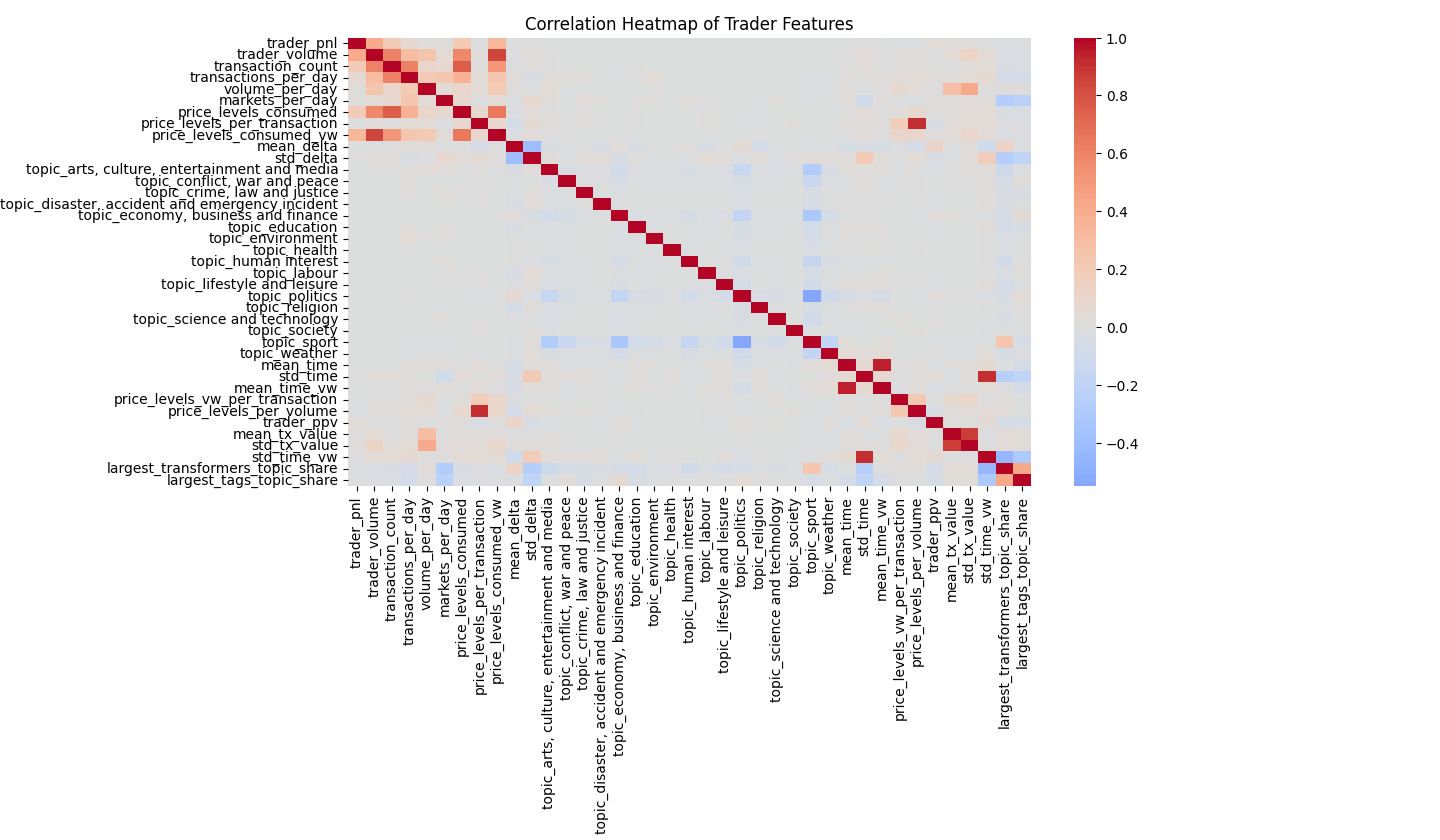 Correlation Heatmap of Trader Features
trader_pnl
trader_volume
transaction_count
transactions_per_day
volume_per_day
markets_per_day
price_levels_consumed
price_levels_per_transaction
price_levels_consumed_vw
mean_delta
std_delta
topic_arts, culture, entertainment and media
topic_conflict, war and peace
topic_crime, law and justice
topic_disaster, accident and emergency incident
topic_economy, business and finance
topic_education
topic_environment
topic_health
topic_human interest
topic_labour
topic_lifestyle and leisure
topic_politics
topic_religion
topic_science and technology
topic_society
topic_sport
topic_weather
mean_time
std_time
mean_time_vw
price_levels_vw_per_transaction
price_levels_per_volume
trader_ppv
mean_tx_value
std_tx_value
std_time_vw
largest_transformers_topic_share
largest_tags_topic_share
trader_pnl
trader_volume
transaction_count
transactions_per_day
volume_per_day
markets_per_day
price_levels_consumed
price_levels_per_transaction
price_levels_consumed_vw
mean_delta
std_delta
topic_arts, culture, entertainment and media
topic_conflict, war and peace
topic_crime, law and justice
topic_disaster, accident and emergency incident
topic_economy, business and finance
topic_education
topic_environment
topic_health
topic_human interest
topic_labour
topic_lifestyle and leisure
topic_politics
topic_religion
topic_science and technology
topic_society
topic_sport
topic_weather
mean_time
std_time
mean_time_vw
price_levels_vw_per_transaction
price_levels_per_volume
trader_ppv
mean_tx_value
std_tx_value
std_time_vw
largest_transformers_topic_share
largest_tags_topic_share
1.0
0.8
0.6
0.4
0.2
0.0
−0.2
−0.4